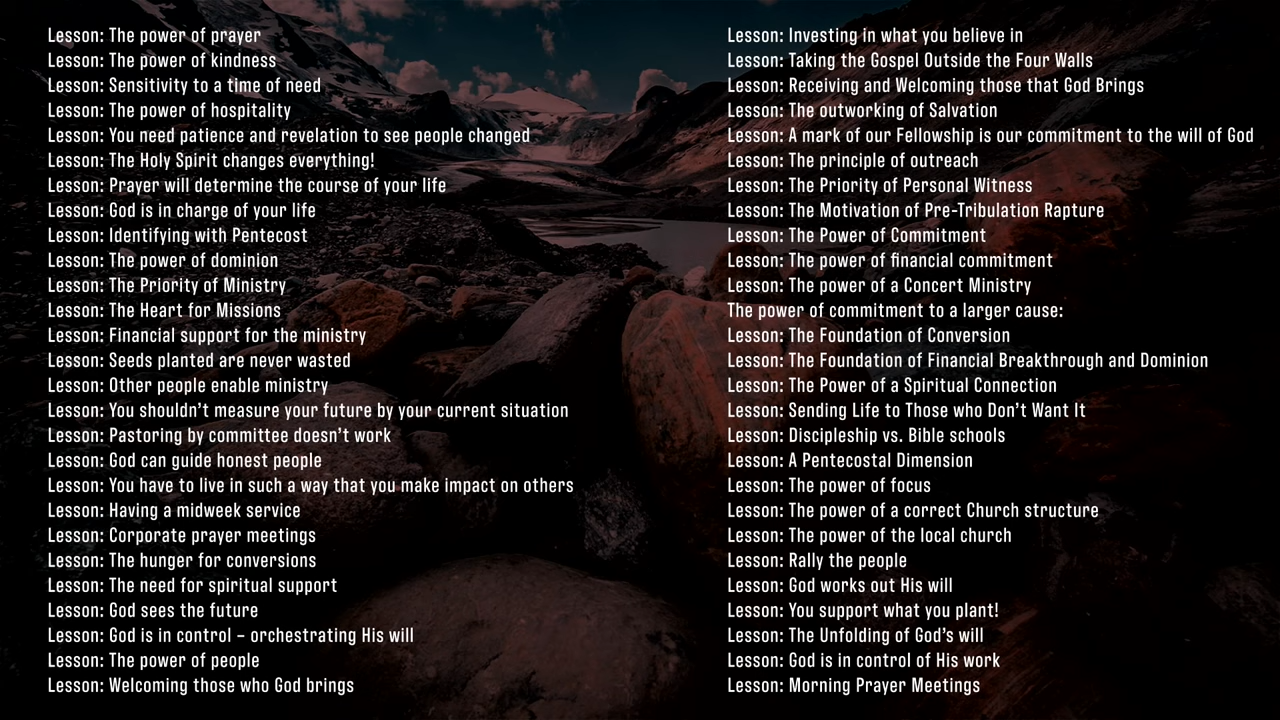 Lesson: The power of prayer
Lesson: The power of kindness
Lesson: Sensitivity to a time of need
Lesson: The power of hospitality
Lesson: You need patience and revelation to see people changed
Lesson: The Holy Spirit changes everything!
Lesson: Prayer will determine the course of your life
Lesson: God is in charge of your life
Lesson: Identifying with Pentecost
Lesson: The power of dominion
Lesson: The Priority of Ministry
Lesson: The Heart for Missions
Lesson: Financial support for the ministry
Lesson: Seeds planted are never wasted
Lesson: Other people enable ministry
Lesson: You shouldn’t measure your future by your current situation
Lesson: Pastoring by committee doesn’t work
Lesson: God can guide honest people
Lesson: You have to live in such a way that you make impact on others
Lesson: Having a midweek service
Lesson: Corporate prayer meetings
Lesson: The hunger for conversions
Lesson: The need for spiritual support
Lesson: God sees the future
Lesson: God is in control – orchestrating His will
Lesson: The power of people
Lesson: Welcoming those who God brings
Lesson: Investing in what you believe in
Lesson: Taking the Gospel Outside the Four Walls
Lesson: Receiving and Welcoming those that God Brings
Lesson: The outworking of Salvation
Lesson: A mark of our Fellowship is our commitment to the will of God
Lesson: The principle of outreach
Lesson: The Priority of Personal Witness
Lesson: The Motivation of Pre-Tribulation Rapture
Lesson: The Power of Commitment
Lesson: The power of financial commitment
Lesson: The power of a Concert Ministry
The power of commitment to a larger cause:
Lesson: The Foundation of Conversion
Lesson: The Foundation of Financial Breakthrough and Dominion
Lesson: The Power of a Spiritual Connection
Lesson: Sending Life to Those who Don’t Want It
Lesson: Discipleship vs. Bible schools
Lesson: A Pentecostal Dimension
Lesson: The power of focus
Lesson: The power of a correct Church structure
Lesson: The power of the local church
Lesson: Rally the people
Lesson: God works out His will
Lesson: You support what you plant!
Lesson: The Unfolding of God’s will
Lesson: God is in control of His work
Lesson: Morning Prayer Meetings